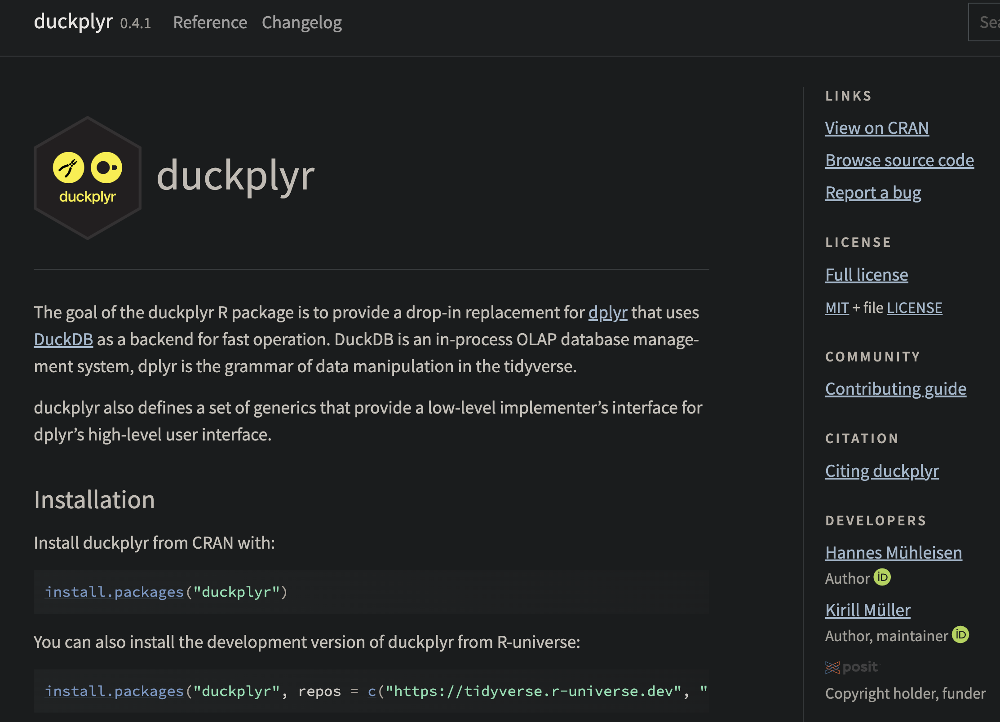 duckplyr 0.4.1 Reference Changelog
Sea
duckplyr
duckplyr
The goal of the duckplyr R package is to provide a drop-in replacement for dplyr that uses
DuckDB as a backend for fast operation. DuckDB is an in-process OLAP database manage-
ment system, dplyr is the grammar of data manipulation in the tidyverse.
duckplyr also defines a set of generics that provide a low-level implementer’s interface for
dplyr’s high-level user interface.
Installation
Install duckplyr from CRAN with:
install.packages("duckplyr")
You can also install the development version of duckplyr from R-universe:
install.packages("duckplyr", repos = c("https://tidyverse.r-universe.dev", "
LINKS
View on CRAN
Browse source code
Report a bug
LICENSE
Full license
MIT + file LICENSE
COMMUNITY
Contributing guide
CITATION
Citing duckplyr
DEVELOPERS
Hannes Mühleisen
Author iD
Kirill Müller
Author, maintainer iD
posit
Copyright holder, funder